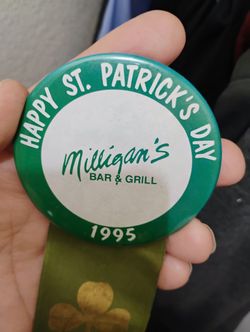 HAPPY ST. PATRICK'S DAY
Milligan's
BAR & GRILL
1995